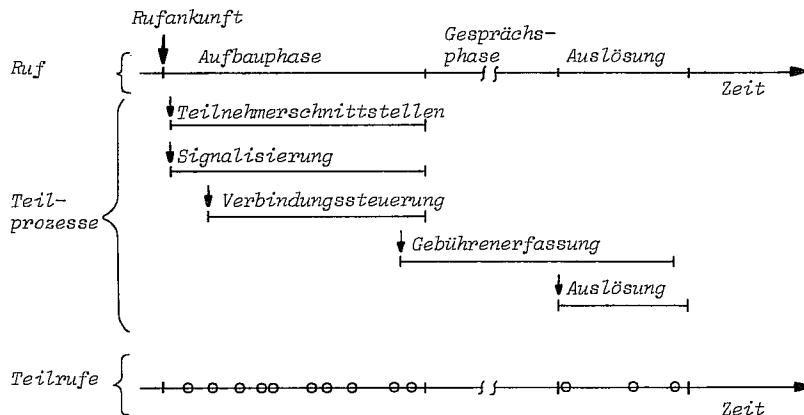 Rufankunft
Ruf
Aufbauphase
Gesprächs-
phase
Auslösung
Zeit
Teil-
prozesse
Teilnehmerschnittstellen
Signalisierung
Verbindungssteuerung
Gebührenerfassung
Auslösung
Teilrufe
Zeit